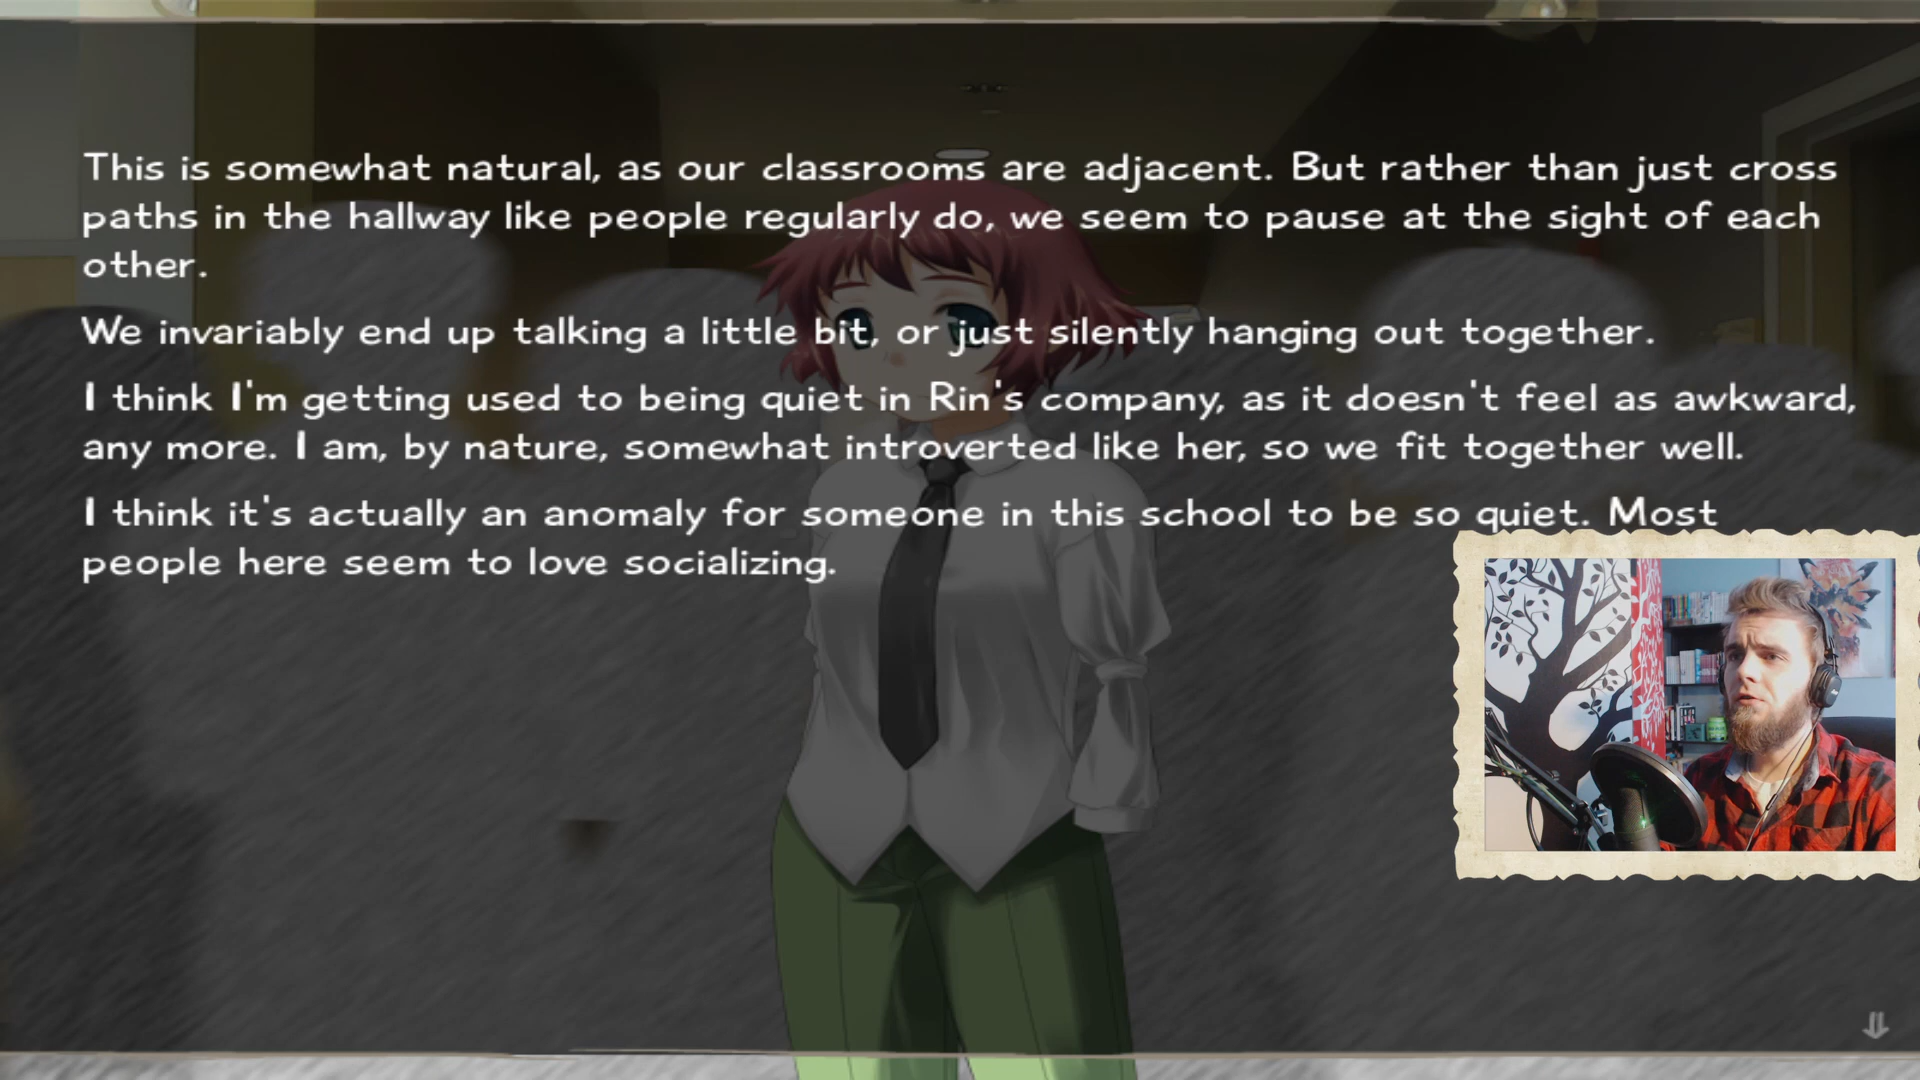 This is somewhat natural, as our classrooms are adjacent. But rather than just cross
paths in the hallway like people regularly do, we seem to pause at the sight of each
other.
We invariably end up talking a little bit, or just silently hanging out together.
I think I'm getting used to being quiet in Rin's company, as it doesn't feel as awkward,
any more. I am, by nature, somewhat introverted like her, so we fit together well.
I think it's actually an anomaly for someone in this school to be so quiet. Most
people here seem to love socializing.